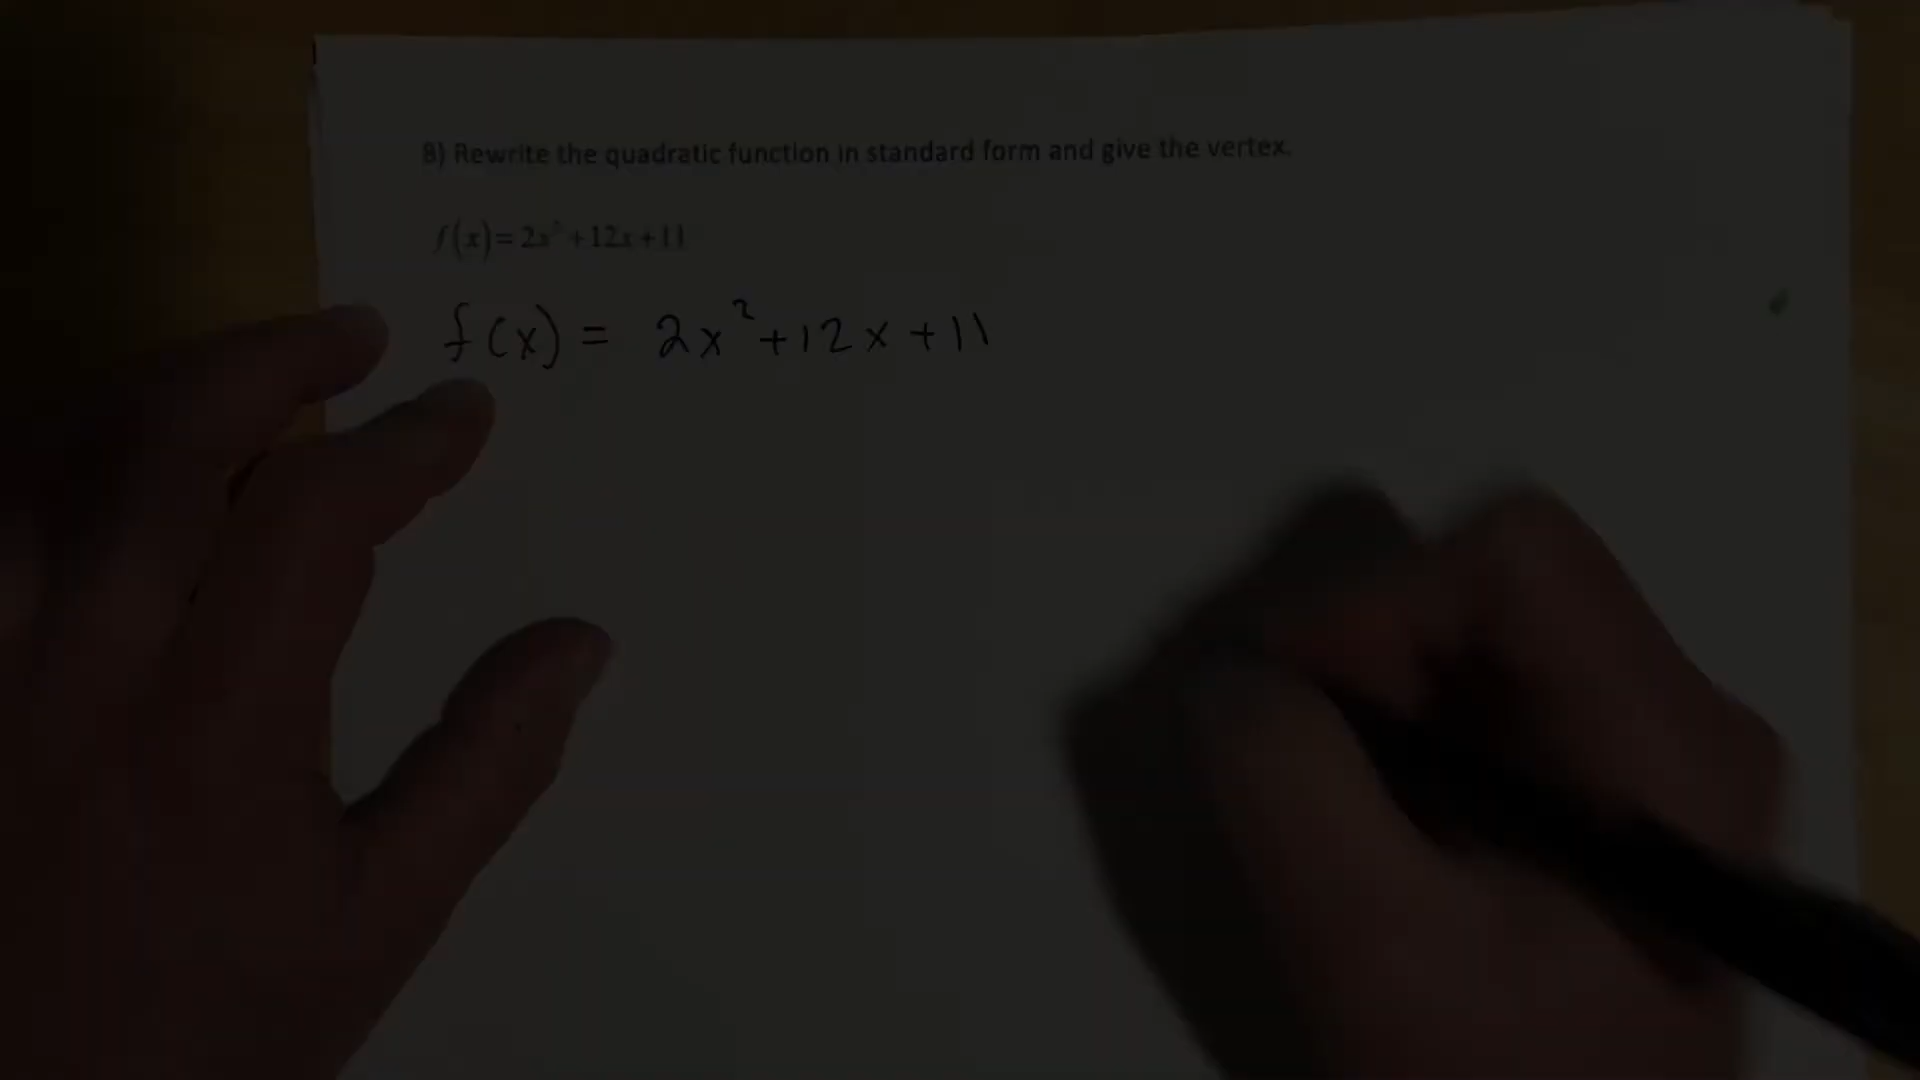 8) Rewrite the quadratic function in standard form and give the vertex.
f(x)=2x²+12x+11
f(x) = 2x²+12x+11